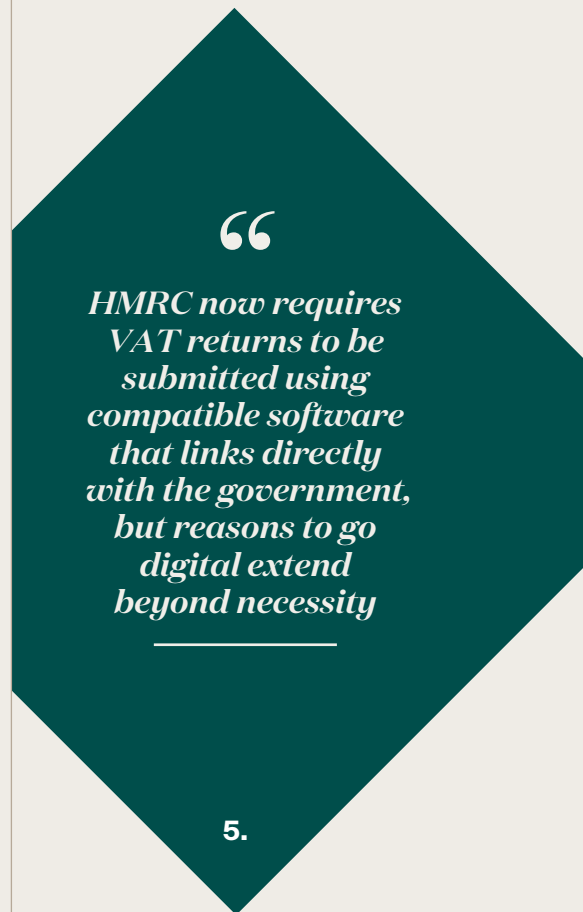 “
HMRC now requires
VAT returns to be
submitted using
compatible software
that links directly
with the government,
but reasons to go
digital extend
beyond necessity
5.